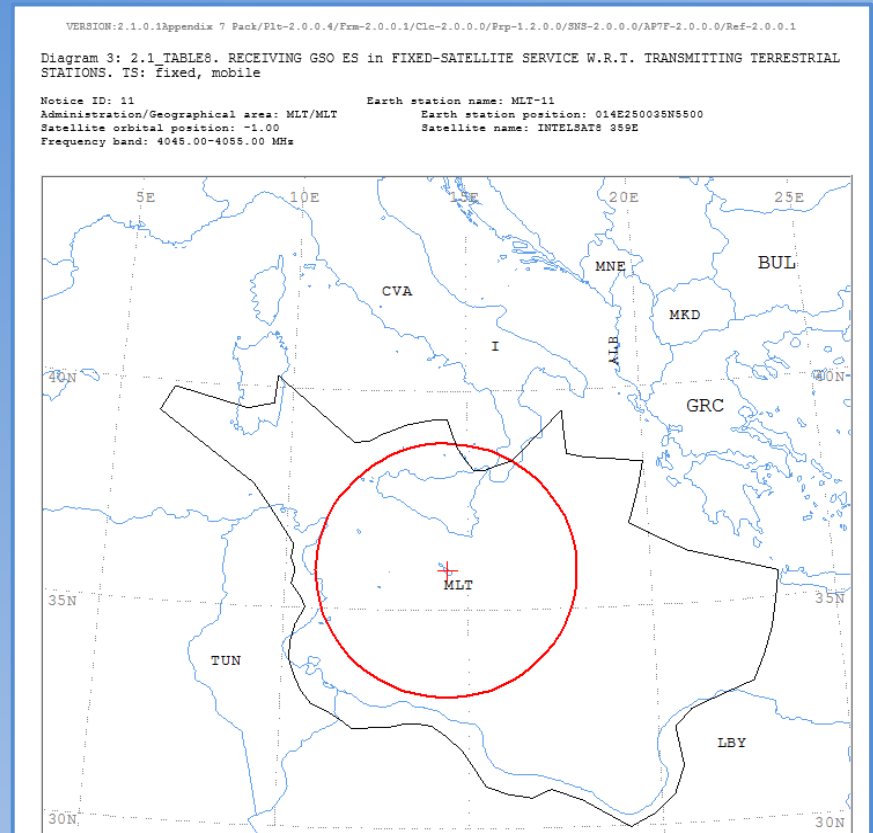 VERSION:2.1.0.1Appendix 7 Pack/Plt-2.0.0.4/Frm-2.0.0.1/Clc-2.0.0.0/Prp-1.2.0.0/SNS-2.0.0.0/AP7F-2.0.0.0/Ref-2.0.0.1
Diagram 3: 2.1_TABLE8. RECEIVING GSO ES in FIXED-SATELLITE SERVICE W.R.T. TRANSMITTING TERRESTRIAL
STATIONS. TS: fixed, mobile
Notice ID: 11 Earth station name: MLT-11
Administration/Geographical area: MLT/MLT Earth station position: 014E250035N5500
Satellite orbital position: -1.00 Satellite name: INTELSAT8 359E
Frequency band: 4045.00-4055.00 MHz
5E 10E 15E 20E 25E
BUL
MNE
CVA
MKD
I
ALB
40N 40N
GRC
MLT
35N 35N
TUN
LBY
30N 30N